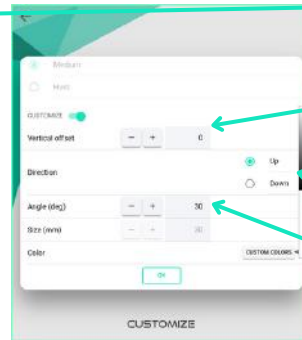 Medium
Hard
CUSTOMIZE
Vertical offset − + 0
Direction
Up
Down
Angle (deg) − + 30
Size (mm) − + 30
Color CUSTOM COLORS
OK
CUSTOMIZE